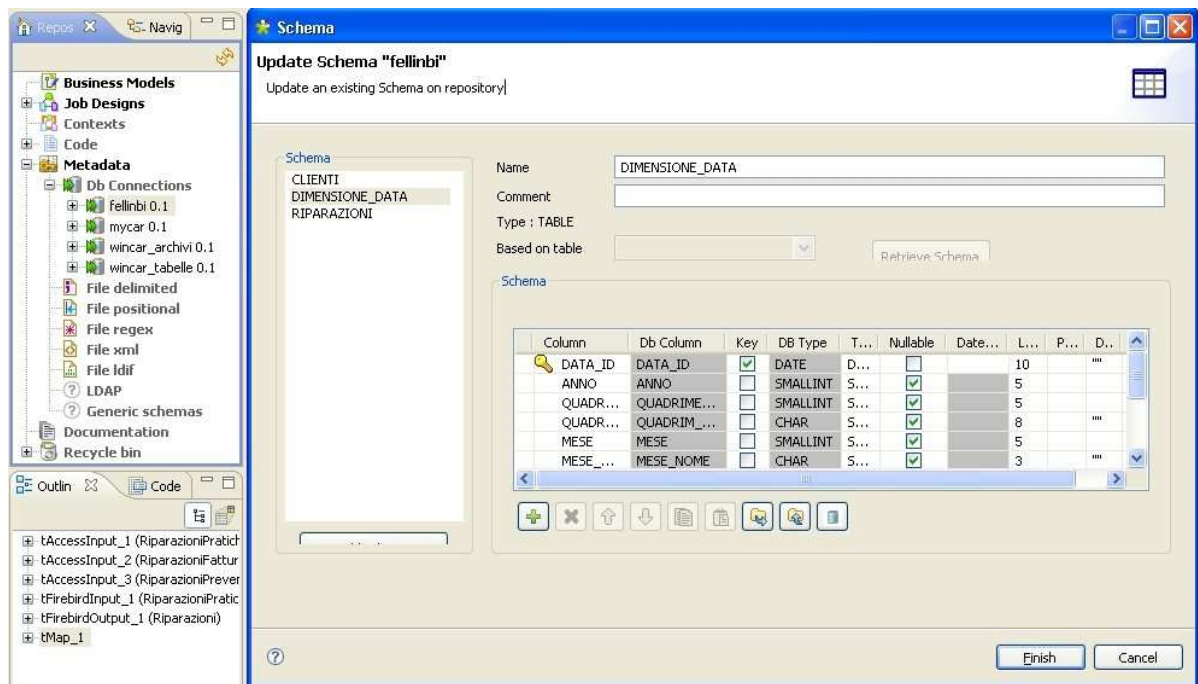 Repos Navig
Business Models
Job Designs
Contexts
Code
Metadata
Db Connections
fellinbi 0.1
mycar 0.1
wincar_archivi 0.1
wincar_tabelle 0.1
File delimited
File positional
File regex
File xml
File ldif
LDAP
Generic schemas
Documentation
Recycle bin
Outlin Code
tAccessInput_1 (RiparazioniPratich
tAccessInput_2 (RiparazioniFattur
tAccessInput_3 (RiparazioniPreven
tFirebirdInput_1 (RiparazioniPratic
tFirebirdOutput_1 (Riparazioni)
tMap_1
Schema
Update Schema "fellinbi"
Update an existing Schema on repository
Schema
CLIENTI
DIMENSIONE_DATA
RIPARAZIONI
Name DIMENSIONE_DATA
Comment
Type : TABLE
Based on table
Retrieve Schema
Schema
Column Db Column Key DB Type T... Nullable Date... L... P... D...
DATA_ID DATA_ID DATE D... 10 ""
ANNO ANNO SMALLINT S... 5
QUADR... QUADRIME... SMALLINT S... 5
QUADR... QUADRIM_... CHAR S... 8 ""
MESE MESE SMALLINT S... 5
MESE_... MESE_NOME CHAR S... 3 ""
Finish Cancel